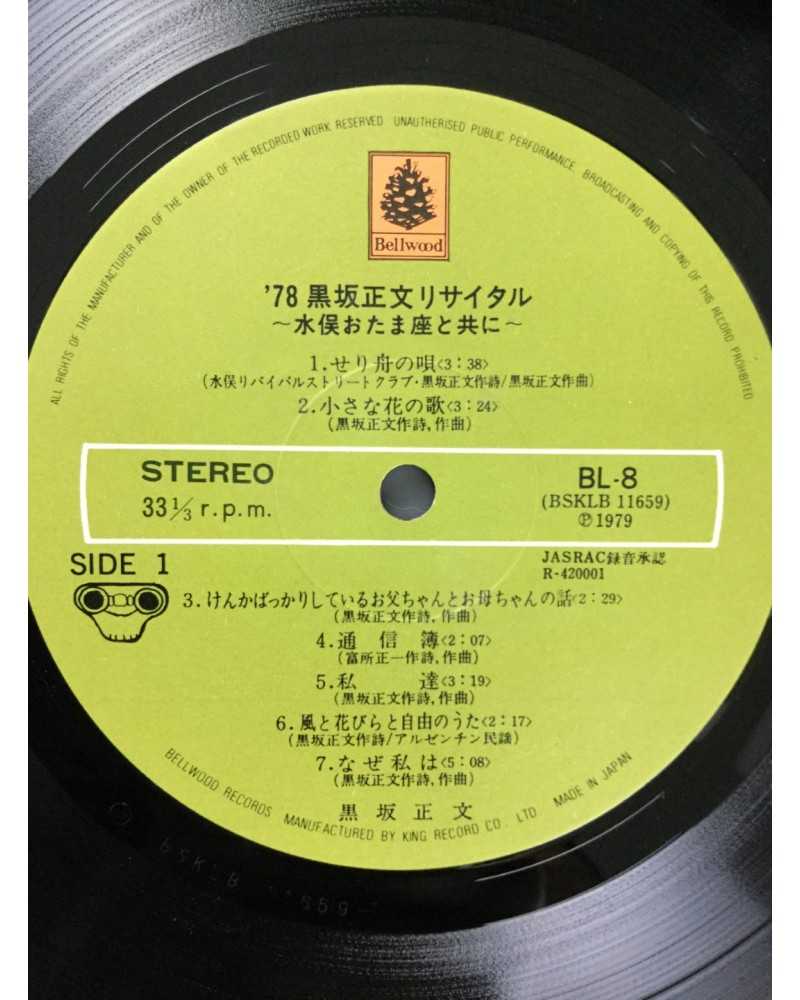 ALL RIGHTS OF THE MANUFACTURER AND OF THE OWNER OF THE RECORDED WORK RESERVED UNAUTHERISED PUBLIC PERFORMANCE BROADCASTING AND COPYING OF THIS RECORD PROHIBITED
Bellwood
'78 黒坂正文リサイタル
〜水俣おたま座と共に〜
1.せり舟の唄<3:38>
(水俣リバイバルストリートクラブ・黒坂正文作詩/黒坂正文作曲)
2.小さな花の歌<3:24>
(黒坂正文作詩,作曲)
STEREO
33 1/3 r.p.m.
BL-8
(BSKLB 11659)
Ⓟ1979
SIDE 1
JASRAC録音承認
R-420001
3.けんかばっかりしているお父ちゃんとお母ちゃんの話<2:29>
(黒坂正文作詩,作曲)
4.通信簿<2:07>
(富所正一作詩,作曲)
5.私達<3:19>
(黒坂正文作詩,作曲)
6.風と花びらと自由のうた<2:17>
(黒坂正文作詩/アルゼンチン民謡)
7.なぜ私は<5:08>
(黒坂正文作詩,作曲)
黒坂正文
BELLWOOD RECORDS MANUFACTURED BY KING RECORD CO. LTD MADE IN JAPAN